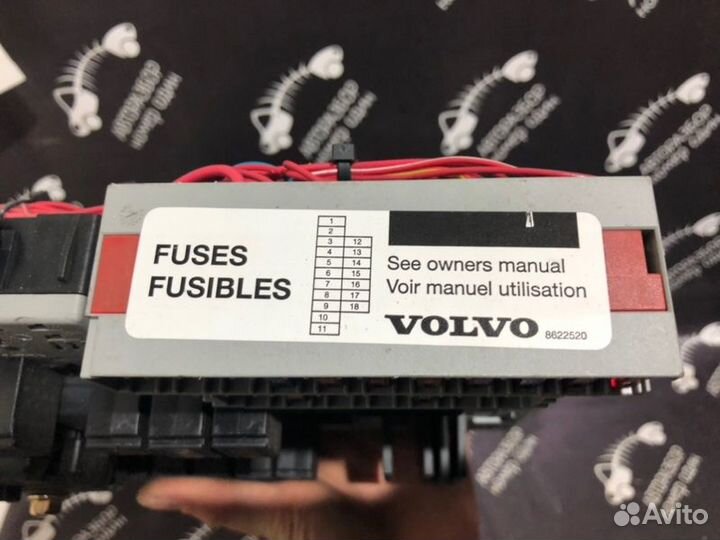 FUSES
FUSIBLES
1
2
3 12
4 13
5 14
6 15
7 16
8 17
9 18
10
11
See owners manual
Voir manuel utilisation
VOLVO
8622520
Avito